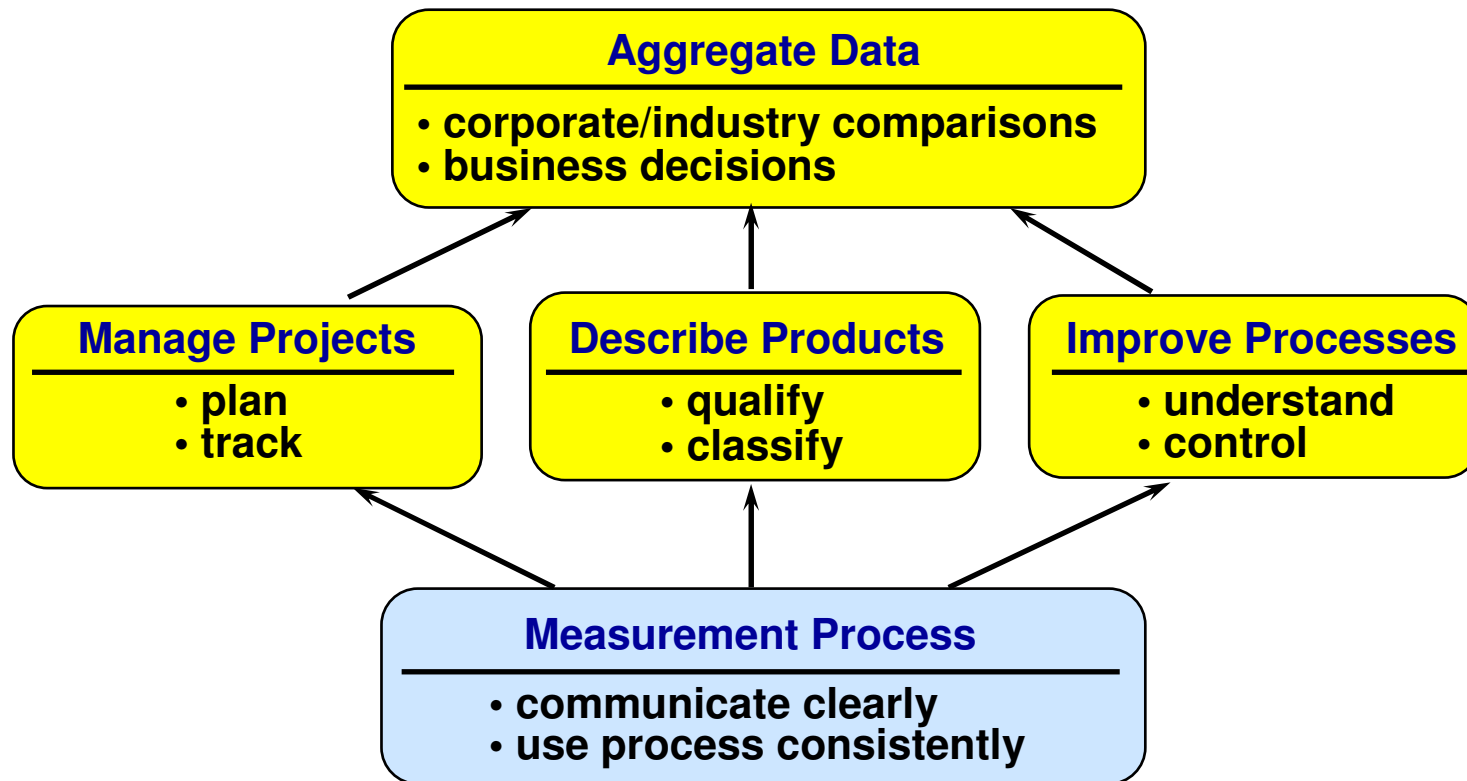 Aggregate Data
• corporate/industry comparisons
• business decisions
Manage Projects
• plan
• track
Describe Products
• qualify
• classify
Improve Processes
• understand
• control
Measurement Process
• communicate clearly
• use process consistently